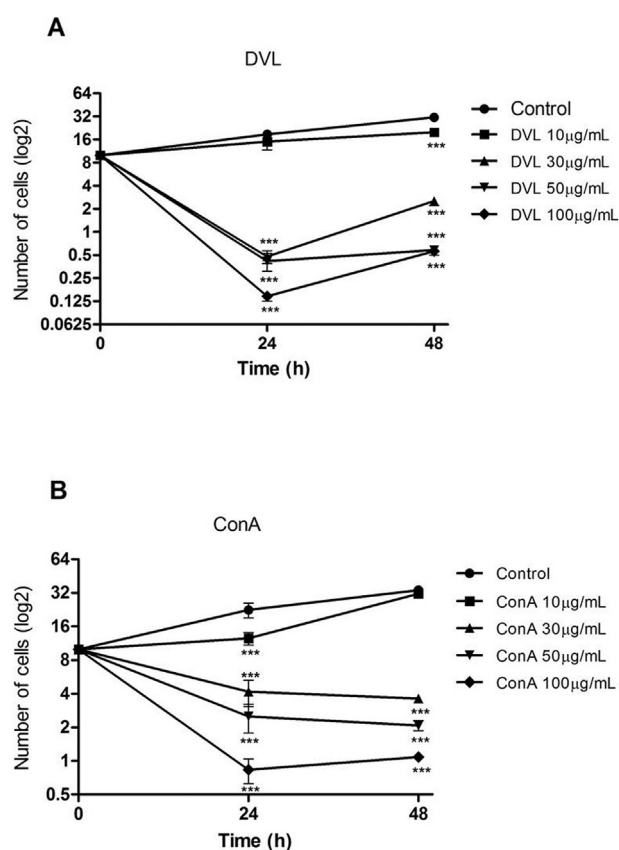 A
DVL
Number of cells (log2)
64
32
16
8
4
2
1
0.5
0.25
0.125
0.0625
***
***
***
***
***
***
***
0
24
48
Time (h)
Control
DVL 10µg/mL
DVL 30µg/mL
DVL 50µg/mL
DVL 100µg/mL
B
ConA
Number of cells (log2)
64
32
16
8
4
2
1
0.5
***
***
***
***
***
***
***
0
24
48
Time (h)
Control
ConA 10µg/mL
ConA 30µg/mL
ConA 50µg/mL
ConA 100µg/mL